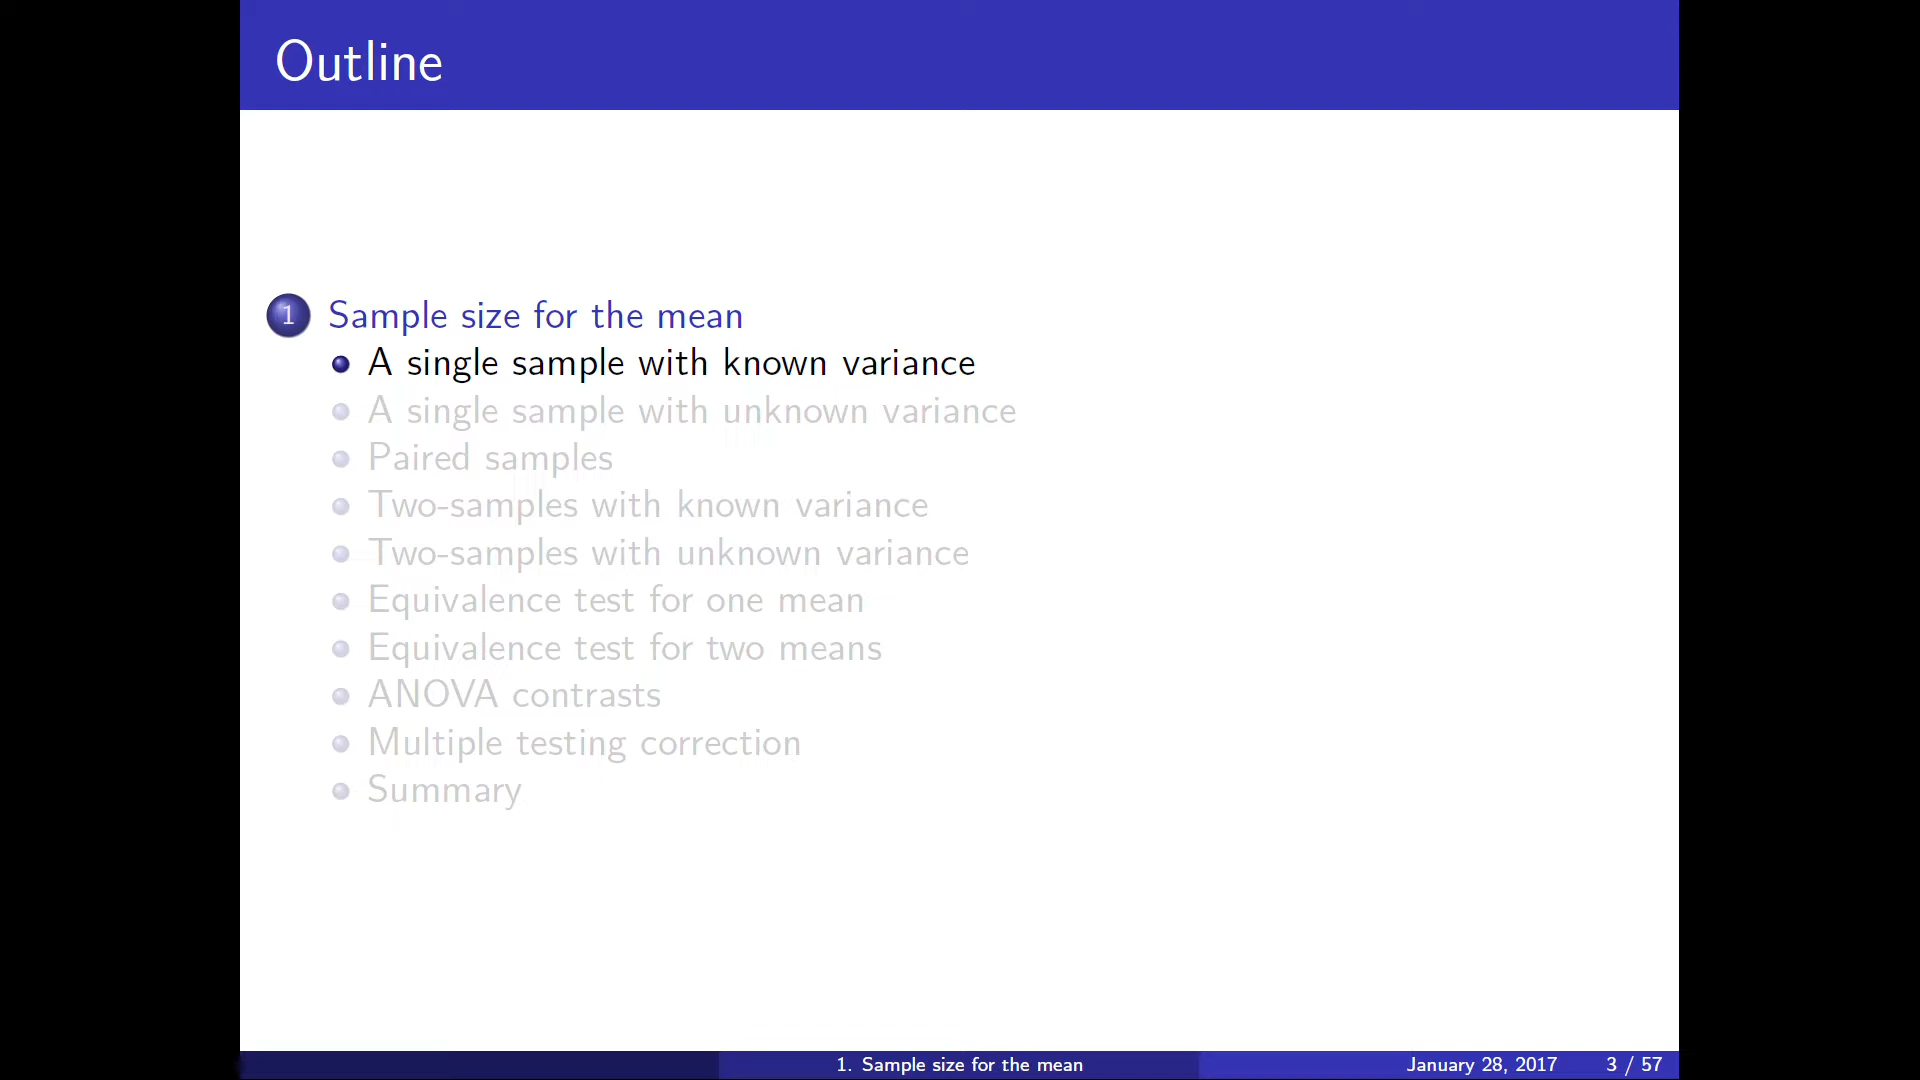 Outline
1 Sample size for the mean
A single sample with known variance
A single sample with unknown variance
Paired samples
Two-samples with known variance
Two-samples with unknown variance
Equivalence test for one mean
Equivalence test for two means
ANOVA contrasts
Multiple testing correction
Summary
1. Sample size for the mean January 28, 2017 3 / 57